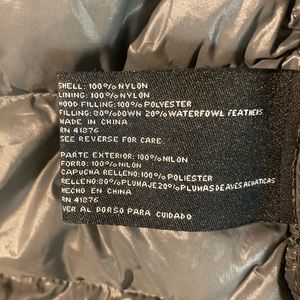 SHELL: 100% NYLON
LINING: 100% NYLON
HOOD FILLING: 100% POLYESTER
FILLING: 80% DOWN 20% WATERFOWL FEATHERS
MADE IN CHINA
RN 41876
SEE REVERSE FOR CARE
PARTE EXTERIOR: 100% NILON
FORRO: 100% NILON
CAPUCHA RELLENO: 100% POLIESTER
RELLENO: 80% PLUMAJE 20% PLUMAS DE AVES ACUATICAS
HECHO EN CHINA
RN 41876
VER AL DORSO PARA CUIDADO